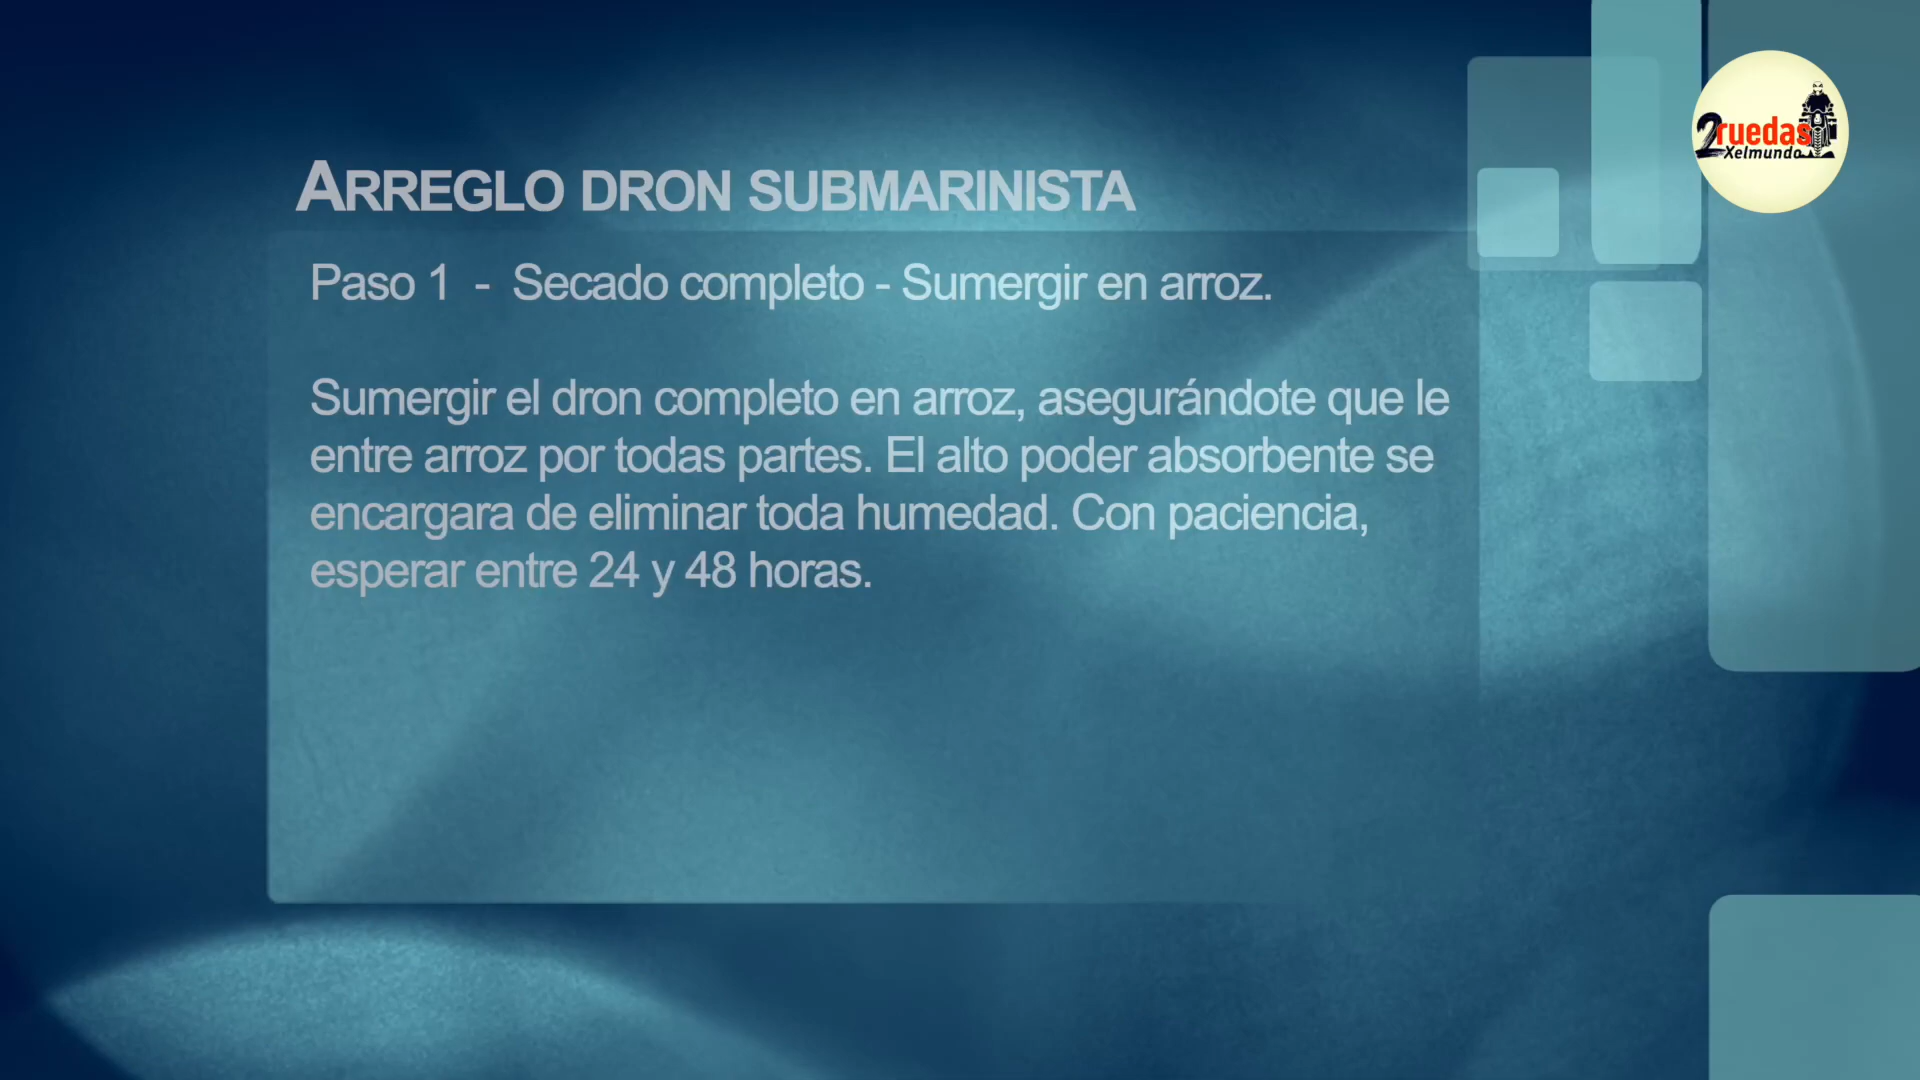 2ruedas
Xelmundo
ARREGLO DRON SUBMARINISTA
Paso 1 - Secado completo - Sumergir en arroz.
Sumergir el dron completo en arroz, asegurándote que le
entre arroz por todas partes. El alto poder absorbente se
encargara de eliminar toda humedad. Con paciencia,
esperar entre 24 y 48 horas.